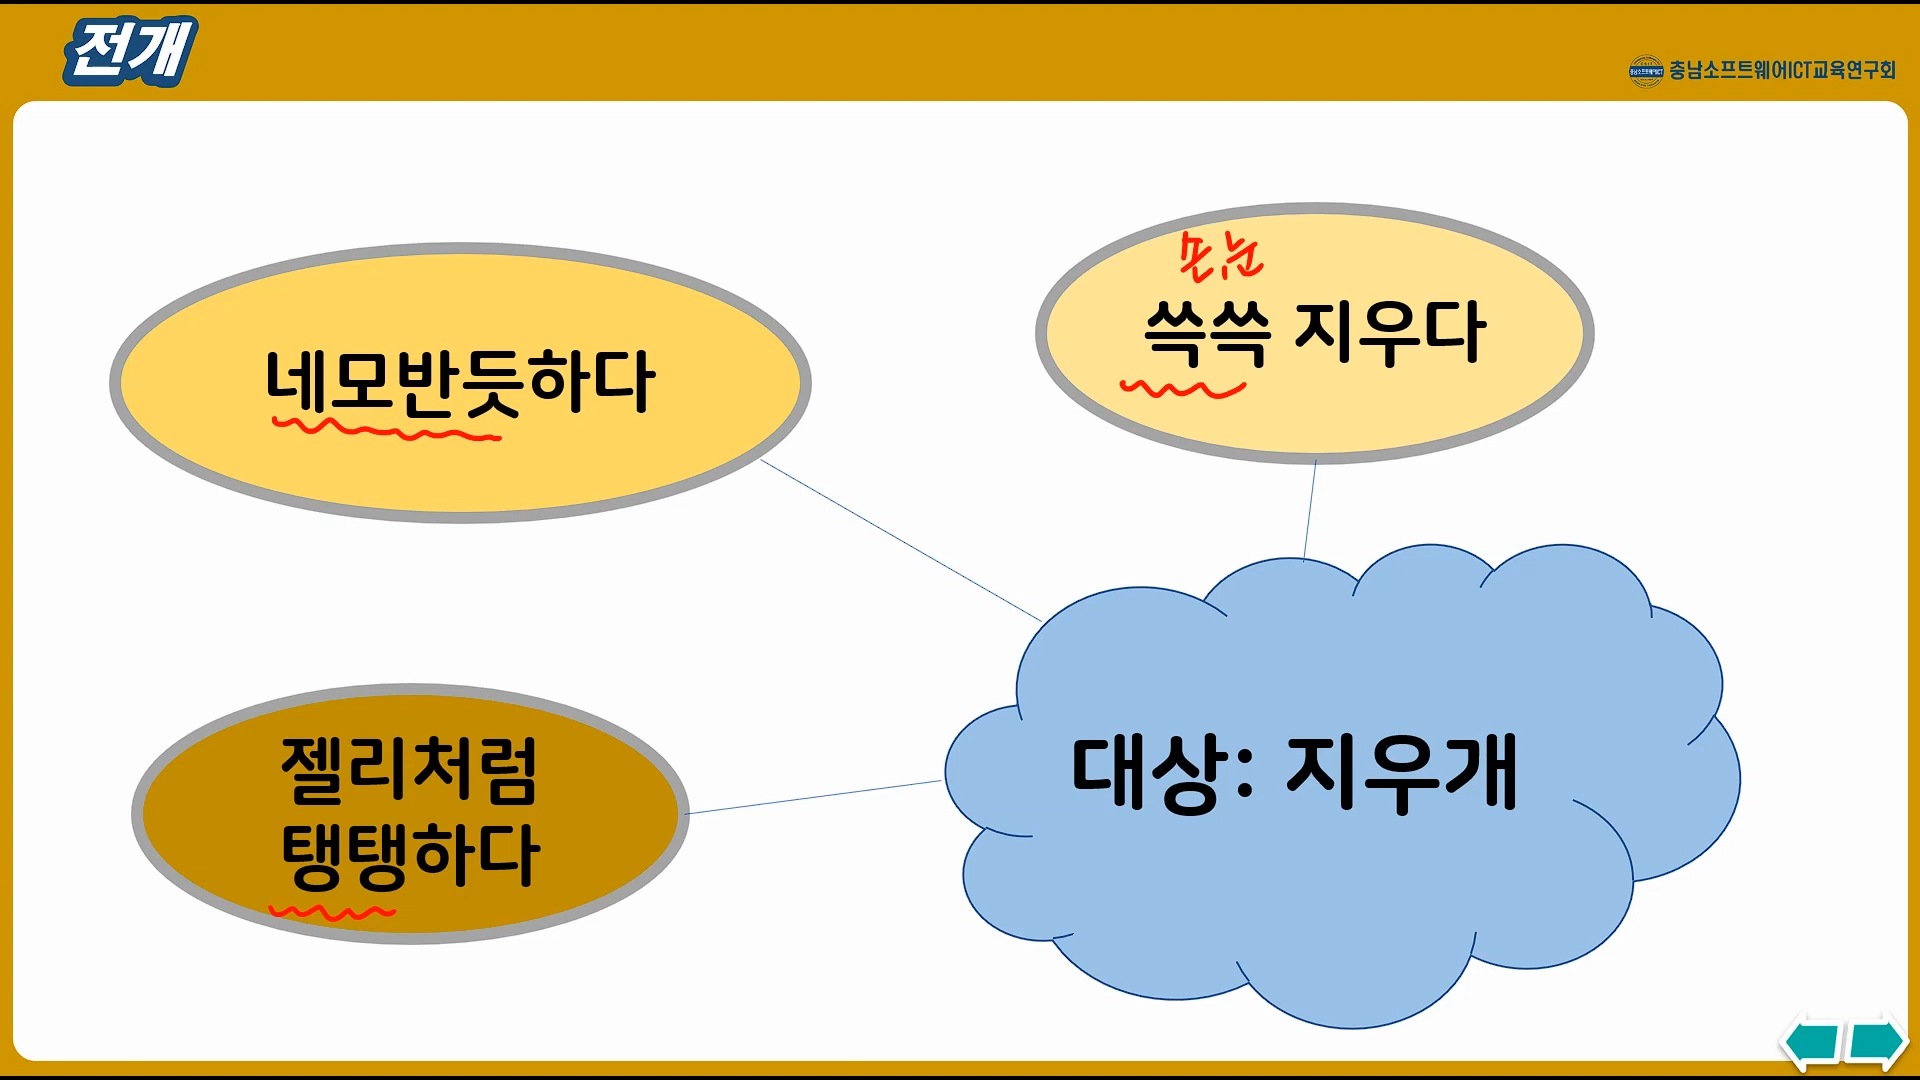 전개
충남소프트웨어ICT교육연구회
손, 눈
쓱쓱 지우다
네모반듯하다
젤리처럼
탱탱하다
대상: 지우개